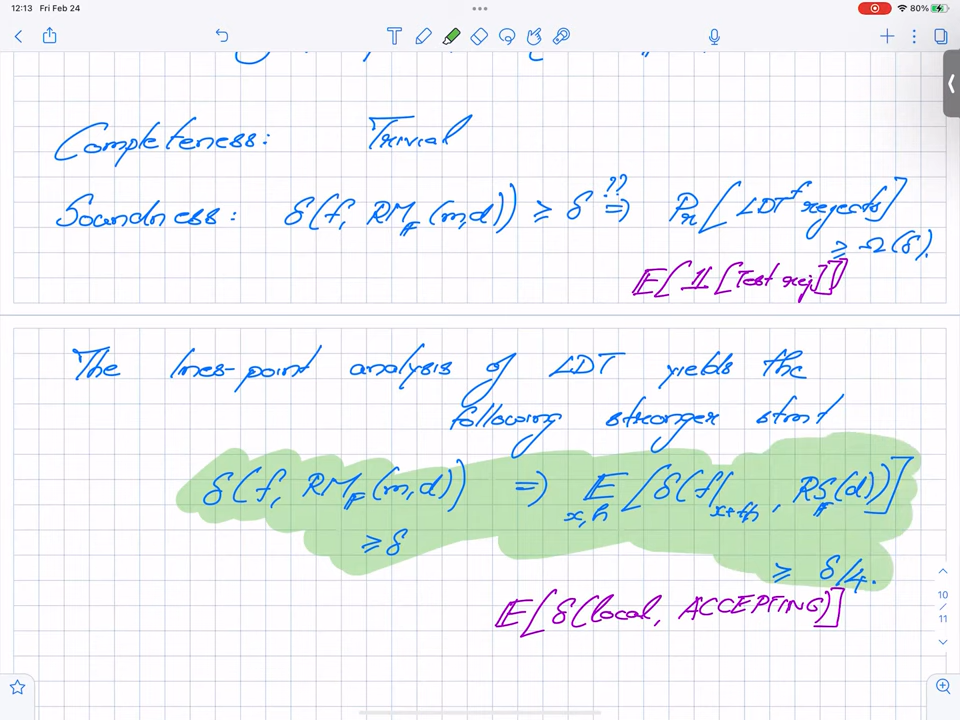 12:13 Fri Feb 24
80%
Completeness: Trivial
Soundness: δ(f, RM_F(m,d)) ≥ δ ??⇒ Pr[LDT^f rejects]
≥ Ω(δ).
𝔼[𝟙[Test rej]]
The lines-point analysis of LDT yields the
following stronger stmt
δ(f, RM_F(m,d)) ⇒ 𝔼_{x,h}[δ(f|_{x+th}, RS_F(d))]
≥ δ
≥ δ/4.
𝔼[δ(local, ACCEPTING)]
10
/
11